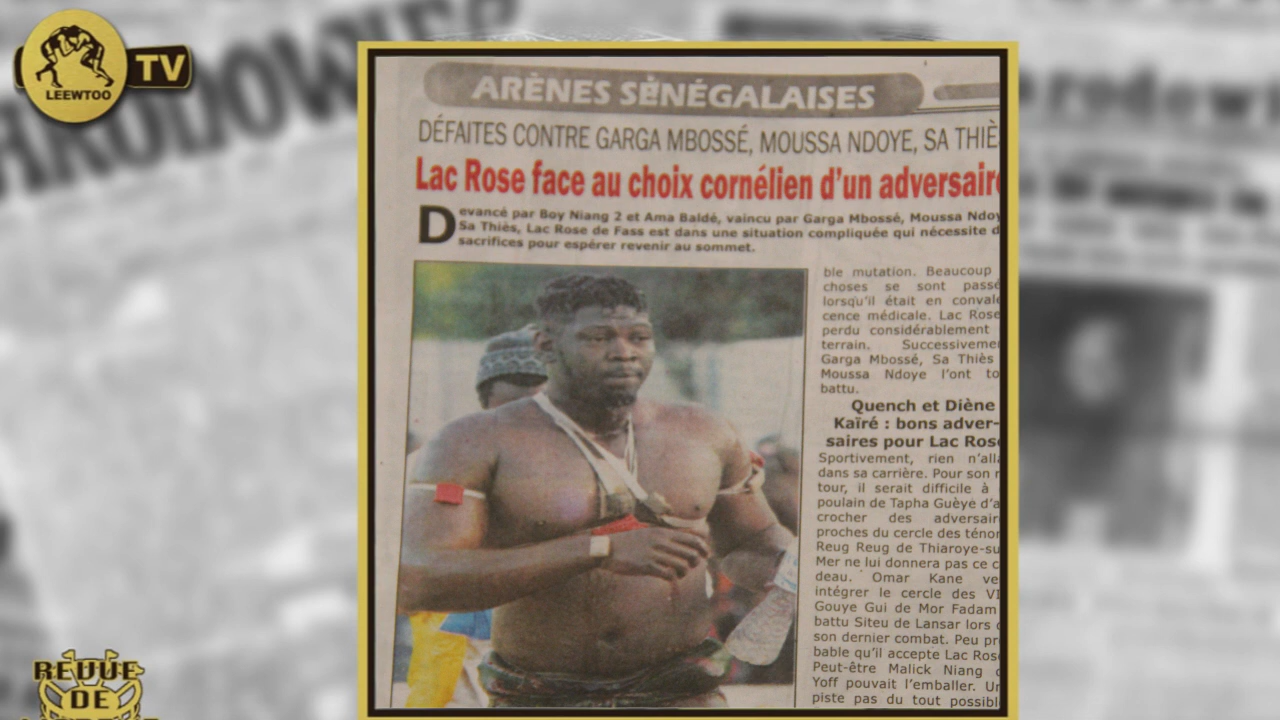 LEEWTOO
TV
ARÈNES SÉNÉGALAISES
DÉFAITES CONTRE GARGA MBOSSÉ, MOUSSA NDOYE, SA THIÈ
Lac Rose face au choix cornélien d'un adversair
Devancé par Boy Niang 2 et Ama Baldé, vaincu par Garga Mbossé, Moussa Ndoy
Sa Thiès, Lac Rose de Fass est dans une situation compliquée qui nécessite d
sacrifices pour espérer revenir au sommet.
ble mutation. Beaucoup
choses se sont passé
lorsqu'il était en convale
cence médicale. Lac Rose
perdu considérablement
terrain. Successiveme
Garga Mbossé, Sa Thiès
Moussa Ndoye l'ont to
battu.
Quench et Diène
Kaïré : bons adver-
saires pour Lac Rose
Sportivement, rien n'alla
dans sa carrière. Pour son r
tour, il serait difficile à
poulain de Tapha Guèye d'a
crocher des adversair
proches du cercle des ténor
Reug Reug de Thiaroye-su
Mer ne lui donnera pas ce c
deau. Omar Kane ve
intégrer le cercle des VI
Gouye Gui de Mor Fadam
battu Siteu de Lansar lors
son dernier combat. Peu pr
bable qu'il accepte Lac Ros
Peut-être Malick Niang
Yoff pouvait l'emballer. Un
piste pas du tout possibl
REVUE
DE